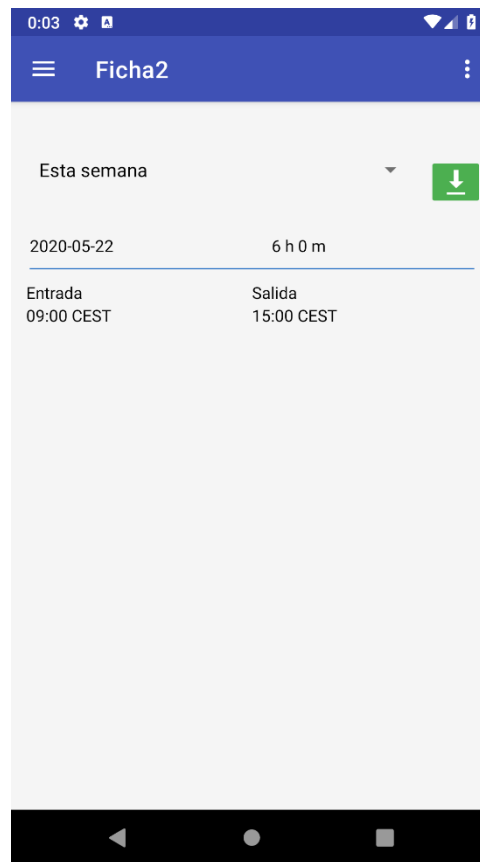 0:03
Ficha2
Esta semana
2020-05-22 6 h 0 m
Entrada Salida
09:00 CEST 15:00 CEST